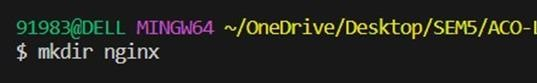 91983@DELL MINGW64 ~/OneDrive/Desktop/SEM5/ACO-
$ mkdir nginx